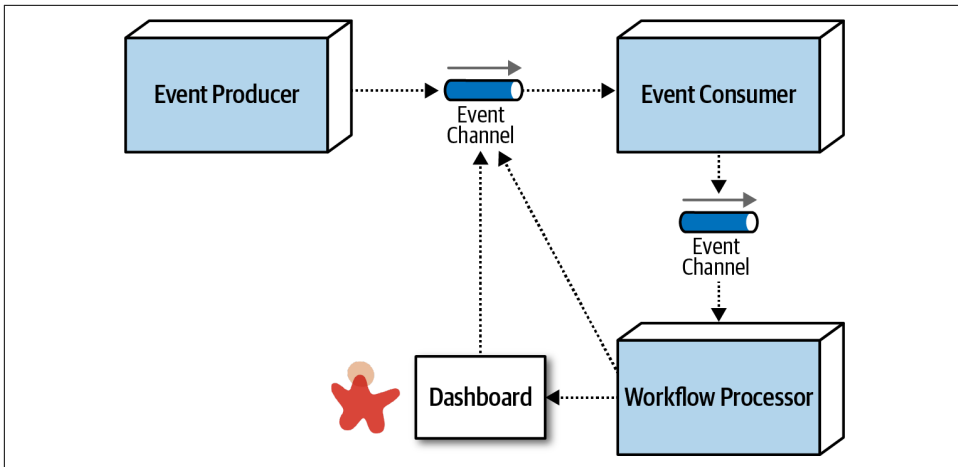 Event Producer
Event
Channel
Event Consumer
Event
Channel
Dashboard
Workflow Processor